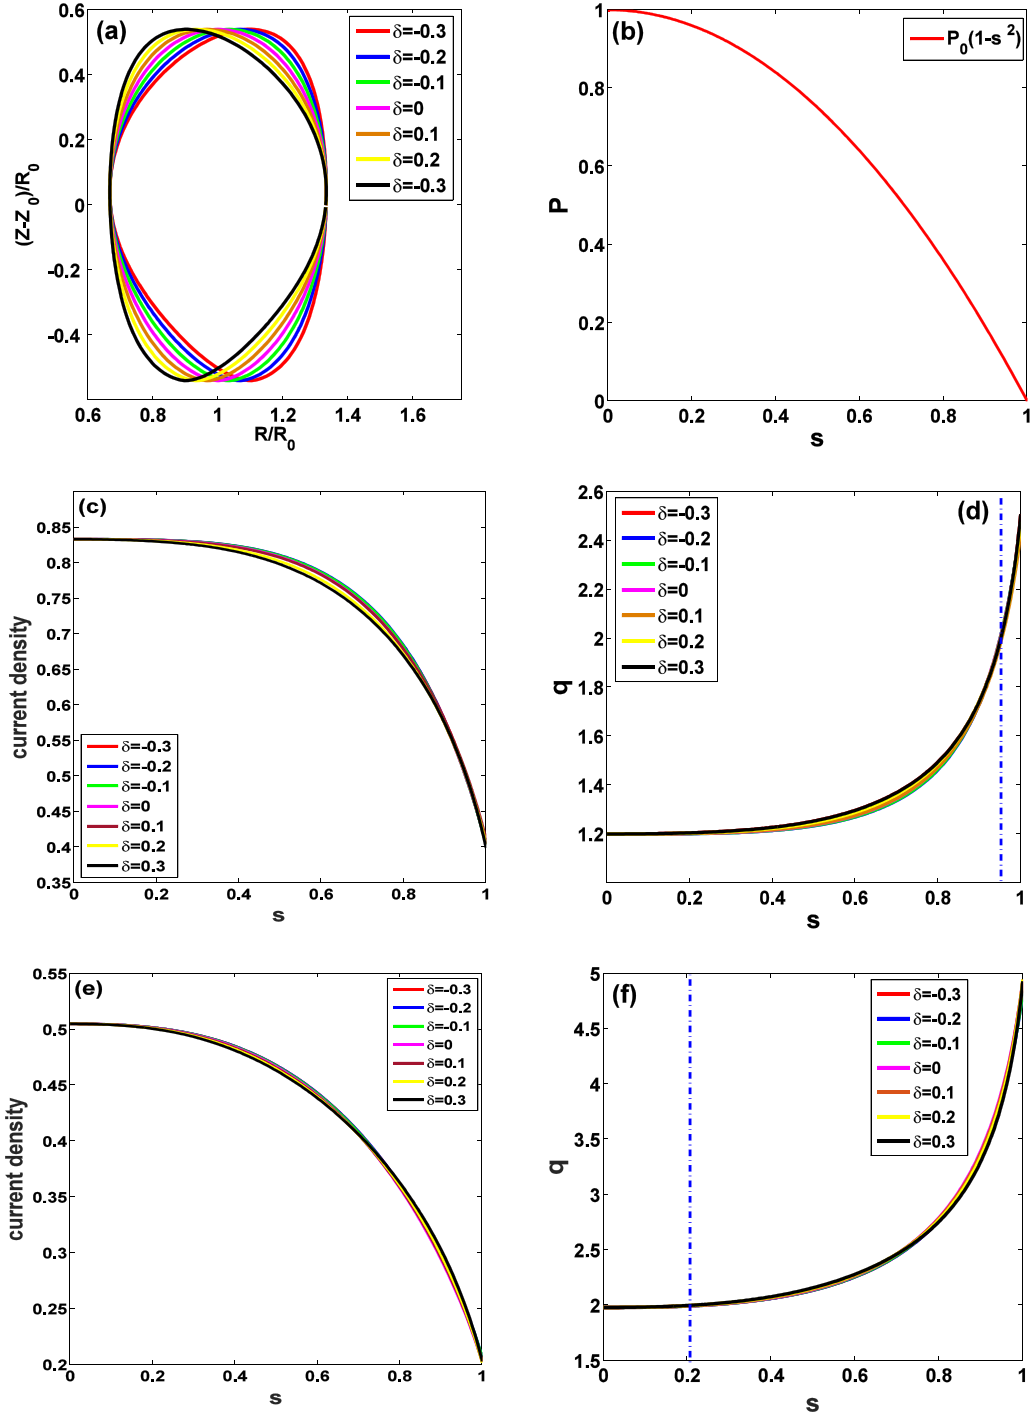 (a)
0.6
0.4
0.2
0
-0.2
-0.4
0.6 0.8 1 1.2 1.4 1.6
(Z-Z0)/R0
R/R0
δ=-0.3
δ=-0.2
δ=-0.1
δ=0
δ=0.1
δ=0.2
δ=-0.3
(b)
1
0.8
0.6
0.4
0.2
0
0 0.2 0.4 0.6 0.8 1
P
s
P0(1-s2)
(c)
0.85
0.8
0.75
0.7
0.65
0.6
0.55
0.5
0.45
0.4
0.35
0 0.2 0.4 0.6 0.8 1
current density
s
δ=-0.3
δ=-0.2
δ=-0.1
δ=0
δ=0.1
δ=0.2
δ=0.3
(d)
2.6
2.4
2.2
2
1.8
1.6
1.4
1.2
0 0.2 0.4 0.6 0.8 1
q
s
δ=-0.3
δ=-0.2
δ=-0.1
δ=0
δ=0.1
δ=0.2
δ=0.3
(e)
0.55
0.5
0.45
0.4
0.35
0.3
0.25
0.2
0 0.2 0.4 0.6 0.8 1
current density
s
δ=-0.3
δ=-0.2
δ=-0.1
δ=0
δ=0.1
δ=0.2
δ=0.3
(f)
5
4.5
4
3.5
3
2.5
2
1.5
0 0.2 0.4 0.6 0.8 1
q
s
δ=-0.3
δ=-0.2
δ=-0.1
δ=0
δ=0.1
δ=0.2
δ=0.3